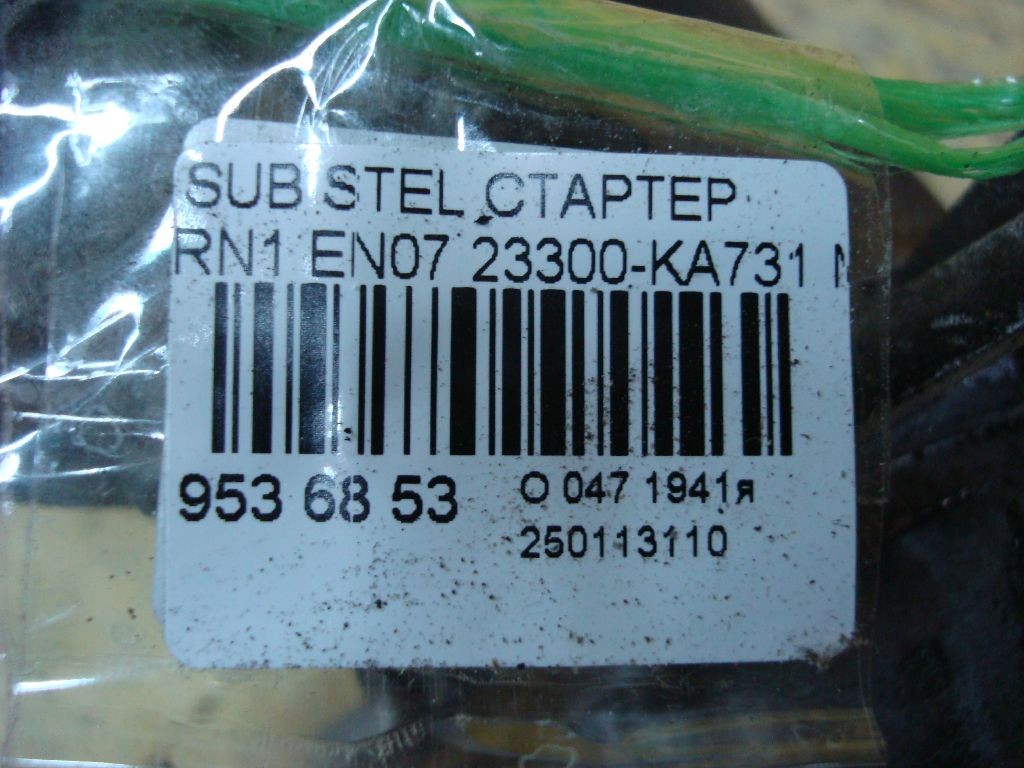 SUB STEL СТАРТЕР
RN1 EN07 23300-KA731
953 68 53
О 047 1941я
250113110